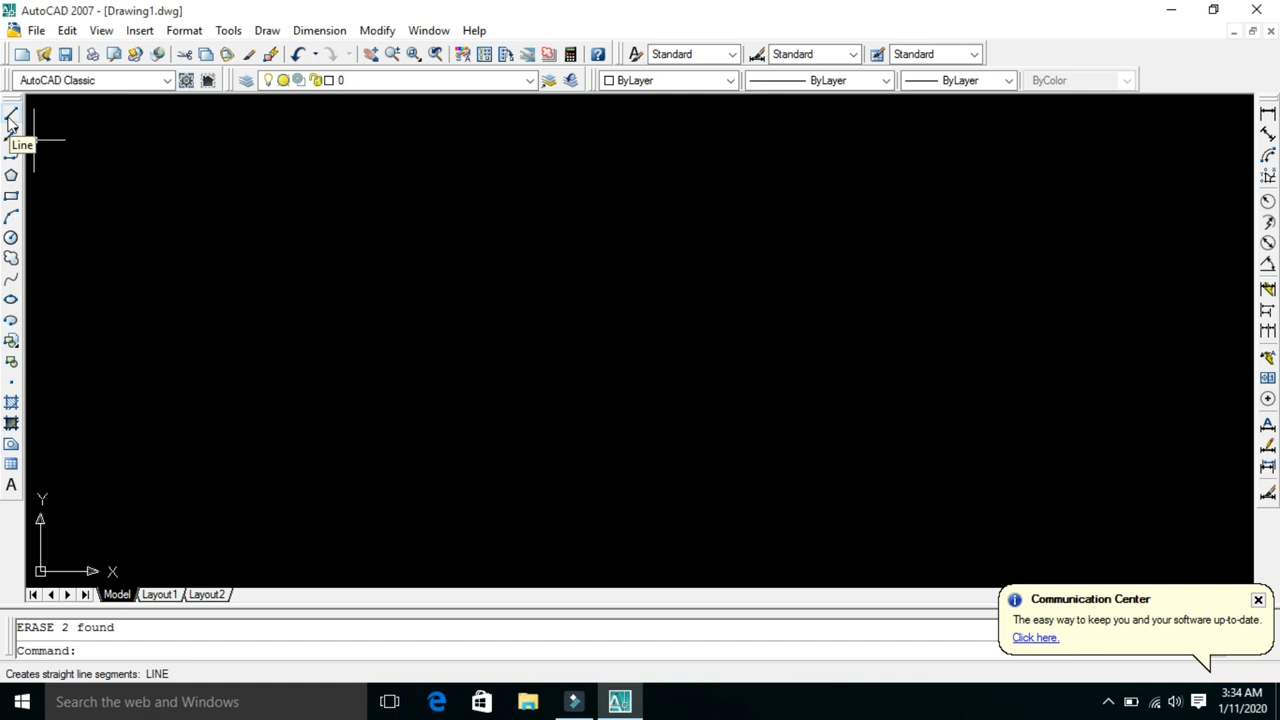 AutoCAD 2007 - [Drawing1.dwg]
File Edit View Insert Format Tools Draw Dimension Modify Window Help
Standard Standard Standard
AutoCAD Classic 0 ByLayer ByLayer ByLayer ByColor
Line
A
Y
X
Model Layout1 Layout2
Communication Center
The easy way to keep you and your software up-to-date.
Click here.
ERASE 2 found
Command:
Creates straight line segments: LINE
Search the web and Windows
3:34 AM
1/11/2020